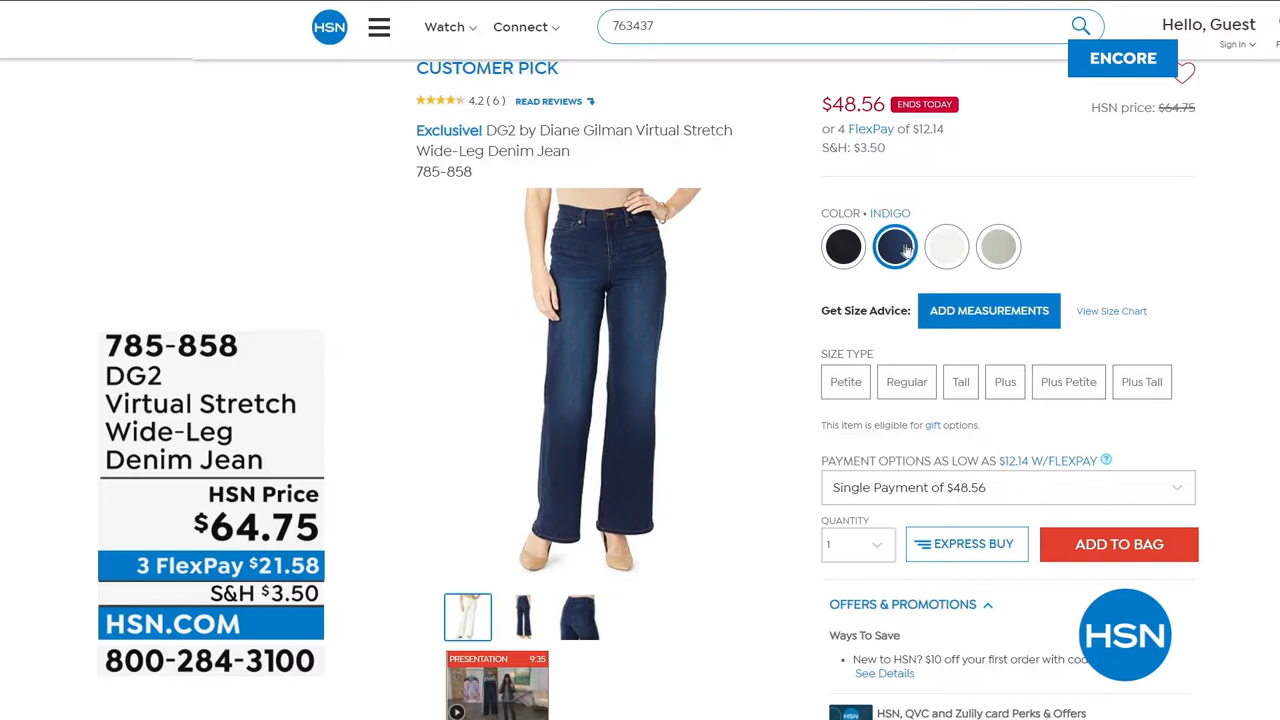 HSN
Watch
Connect
763437
Hello, Guest
Sign In
ENCORE
CUSTOMER PICK
4.2 ( 6 ) READ REVIEWS
Exclusive! DG2 by Diane Gilman Virtual Stretch
Wide-Leg Denim Jean
785-858
$48.56 ENDS TODAY
HSN price: $64.75
or 4 FlexPay of $12.14
S&H: $3.50
COLOR • INDIGO
Get Size Advice: ADD MEASUREMENTS View Size Chart
SIZE TYPE
Petite Regular Tall Plus Plus Petite Plus Tall
This item is eligible for gift options.
PAYMENT OPTIONS AS LOW AS $12.14 W/FLEXPAY ?
Single Payment of $48.56
QUANTITY
1 EXPRESS BUY ADD TO BAG
OFFERS & PROMOTIONS
Ways To Save
• New to HSN? $10 off your first order with
See Details
HSN, QVC and Zulily card Perks & Offers
HSN
PRESENTATION 9:35
785-858
DG2
Virtual Stretch
Wide-Leg
Denim Jean
HSN Price
$64.75
3 FlexPay $21.58
S&H $3.50
HSN.COM
800-284-3100